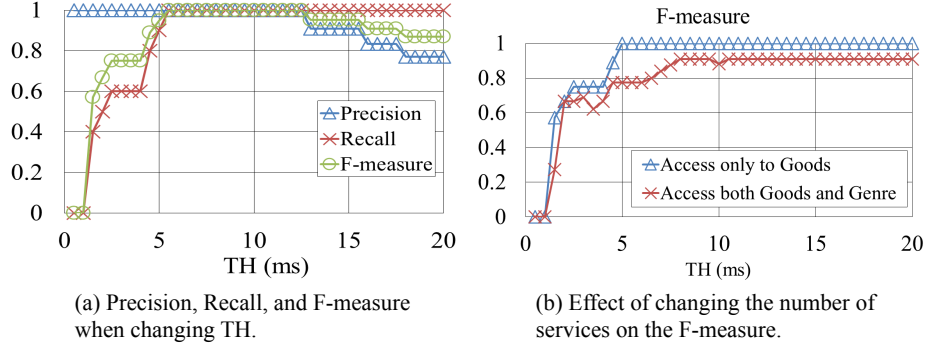 1
0.8
0.6
0.4
0.2
0
0 5 10 15 20
TH (ms)
Precision
Recall
F-measure
(a) Precision, Recall, and F-measure
when changing TH.
F-measure
1
0.8
0.6
0.4
0.2
0
0 5 10 15 20
TH (ms)
Access only to Goods
Access both Goods and Genre
(b) Effect of changing the number of
services on the F-measure.